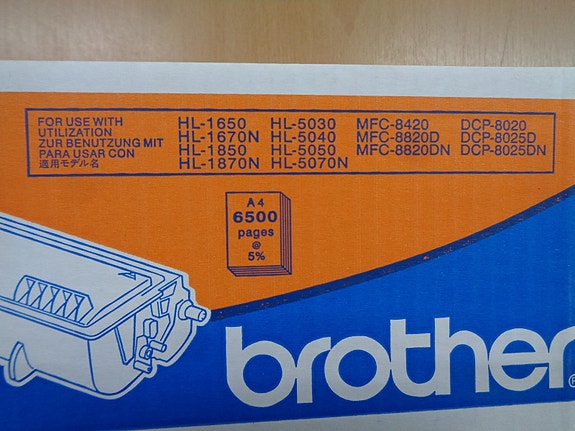 FOR USE WITH
UTILIZATION
ZUR BENUTZUNG MIT
PARA USAR CON
適用モデル名
HL-1650 HL-5030 MFC-8420 DCP-8020
HL-1670N HL-5040 MFC-8820D DCP-8025D
HL-1850 HL-5050 MFC-8820DN DCP-8025DN
HL-1870N HL-5070N
A4
6500
pages
@
5%
brother
®